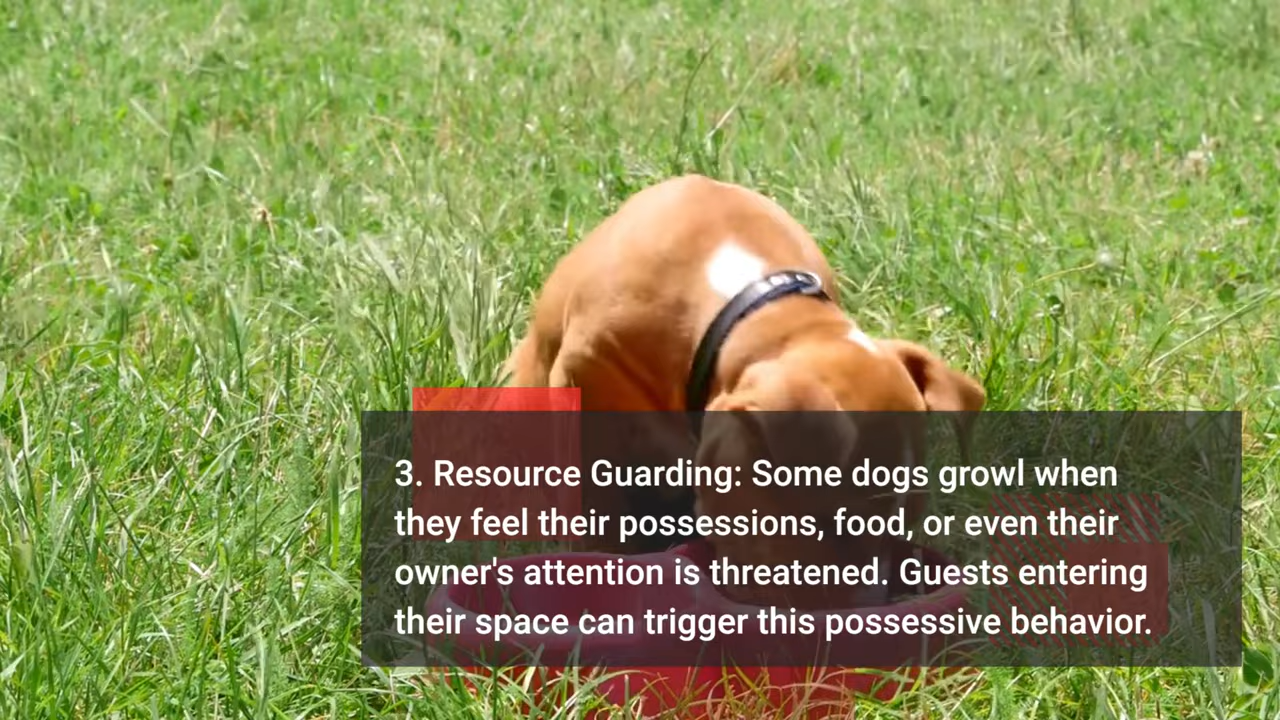 3. Resource Guarding: Some dogs growl when
they feel their possessions, food, or even their
owner's attention is threatened. Guests entering
their space can trigger this possessive behavior.